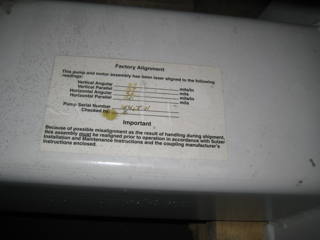 Factory Alignment
This pump and motor assembly has been laser aligned to the following
readings:
Vertical Angular mils/in
Vertical Parallel mils
Horizontal Angular mils/in
Horizontal Parallel mils
Pump Serial Number
Checked by
Important
Because of possible misalignment as the result of handling during shipment,
this assembly must be realigned prior to operation in accordance with Sulzer
Installation and Maintenance Instructions and the coupling manufacturer's
instructions enclosed.